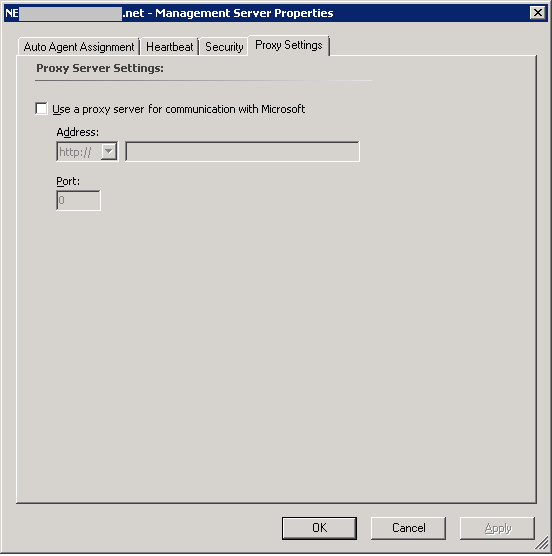 NE .net - Management Server Properties
Auto Agent Assignment Heartbeat Security Proxy Settings
Proxy Server Settings:
Use a proxy server for communication with Microsoft
Address:
http://
Port:
0
OK Cancel Apply